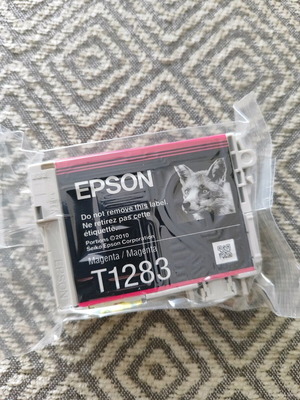 EPSON
Do not remove this label.
Ne retirez pas cette
étiquette.
Portions ©2010
Seiko Epson Corporation
Magenta / Magenta
T1283